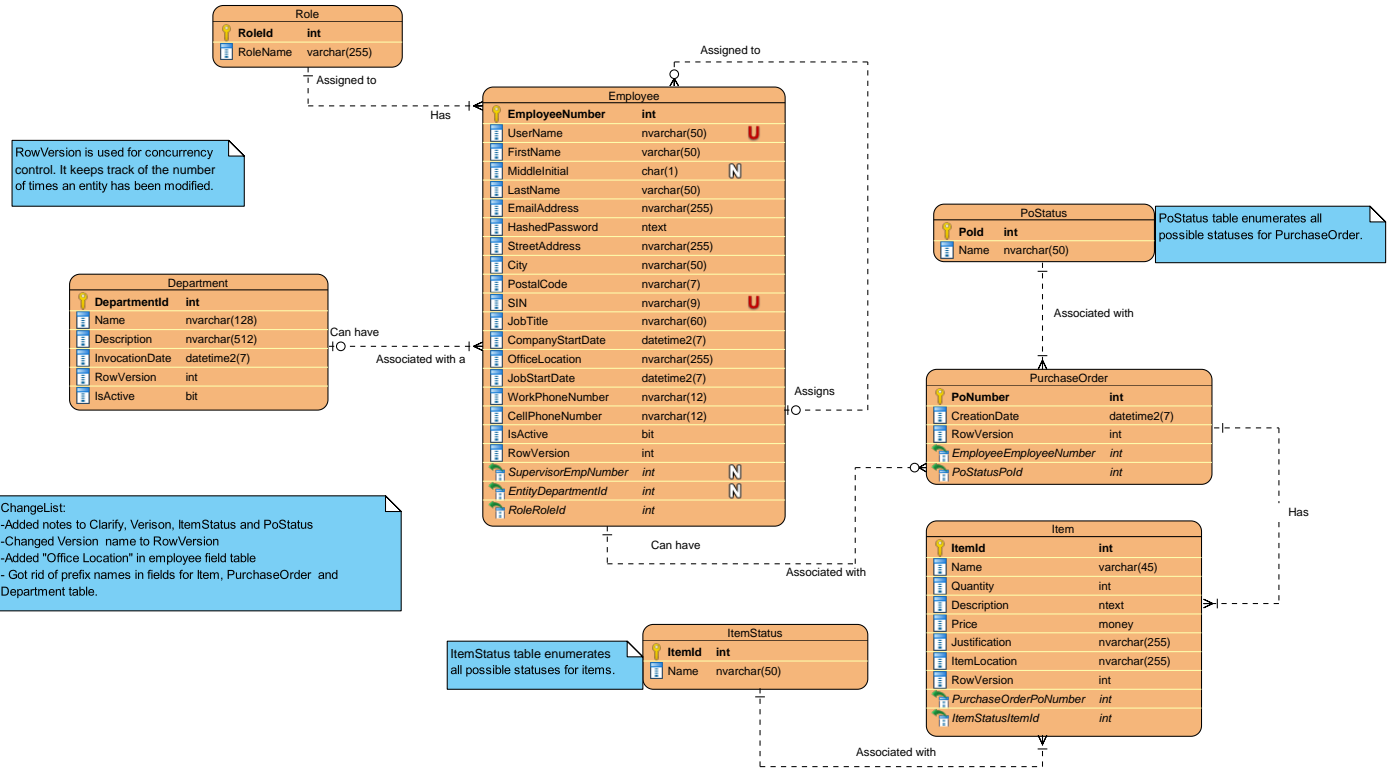 Role
RoleId int
RoleName varchar(255)
Assigned to
Has
Assigned to
Employee
EmployeeNumber int
UserName nvarchar(50) U
FirstName varchar(50)
MiddleInitial char(1) N
LastName varchar(50)
EmailAddress nvarchar(255)
HashedPassword ntext
StreetAddress nvarchar(255)
City nvarchar(50)
PostalCode nvarchar(7)
SIN nvarchar(9) U
JobTitle nvarchar(60)
CompanyStartDate datetime2(7)
OfficeLocation nvarchar(255)
JobStartDate datetime2(7)
WorkPhoneNumber nvarchar(12)
CellPhoneNumber nvarchar(12)
IsActive bit
RowVersion int
SupervisorEmpNumber int N
EntityDepartmentId int N
RoleRoleId int
Assigns
RowVersion is used for concurrency
control. It keeps track of the number
of times an entity has been modified.
Department
DepartmentId int
Name nvarchar(128)
Description nvarchar(512)
InvocationDate datetime2(7)
RowVersion int
IsActive bit
Can have
Associated with a
PoStatus
PoId int
Name nvarchar(50)
PoStatus table enumerates all
possible statuses for PurchaseOrder.
Associated with
PurchaseOrder
PoNumber int
CreationDate datetime2(7)
RowVersion int
EmployeeEmployeeNumber int
PoStatusPoId int
Has
ChangeList:
-Added notes to Clarify, Verison, ItemStatus and PoStatus
-Changed Version name to RowVersion
-Added "Office Location" in employee field table
- Got rid of prefix names in fields for Item, PurchaseOrder and
Department table.
Can have
Associated with
Item
ItemId int
Name varchar(45)
Quantity int
Description ntext
Price money
Justification nvarchar(255)
ItemLocation nvarchar(255)
RowVersion int
PurchaseOrderPoNumber int
ItemStatusItemId int
ItemStatus table enumerates
all possible statuses for items.
ItemStatus
ItemId int
Name nvarchar(50)
Associated with